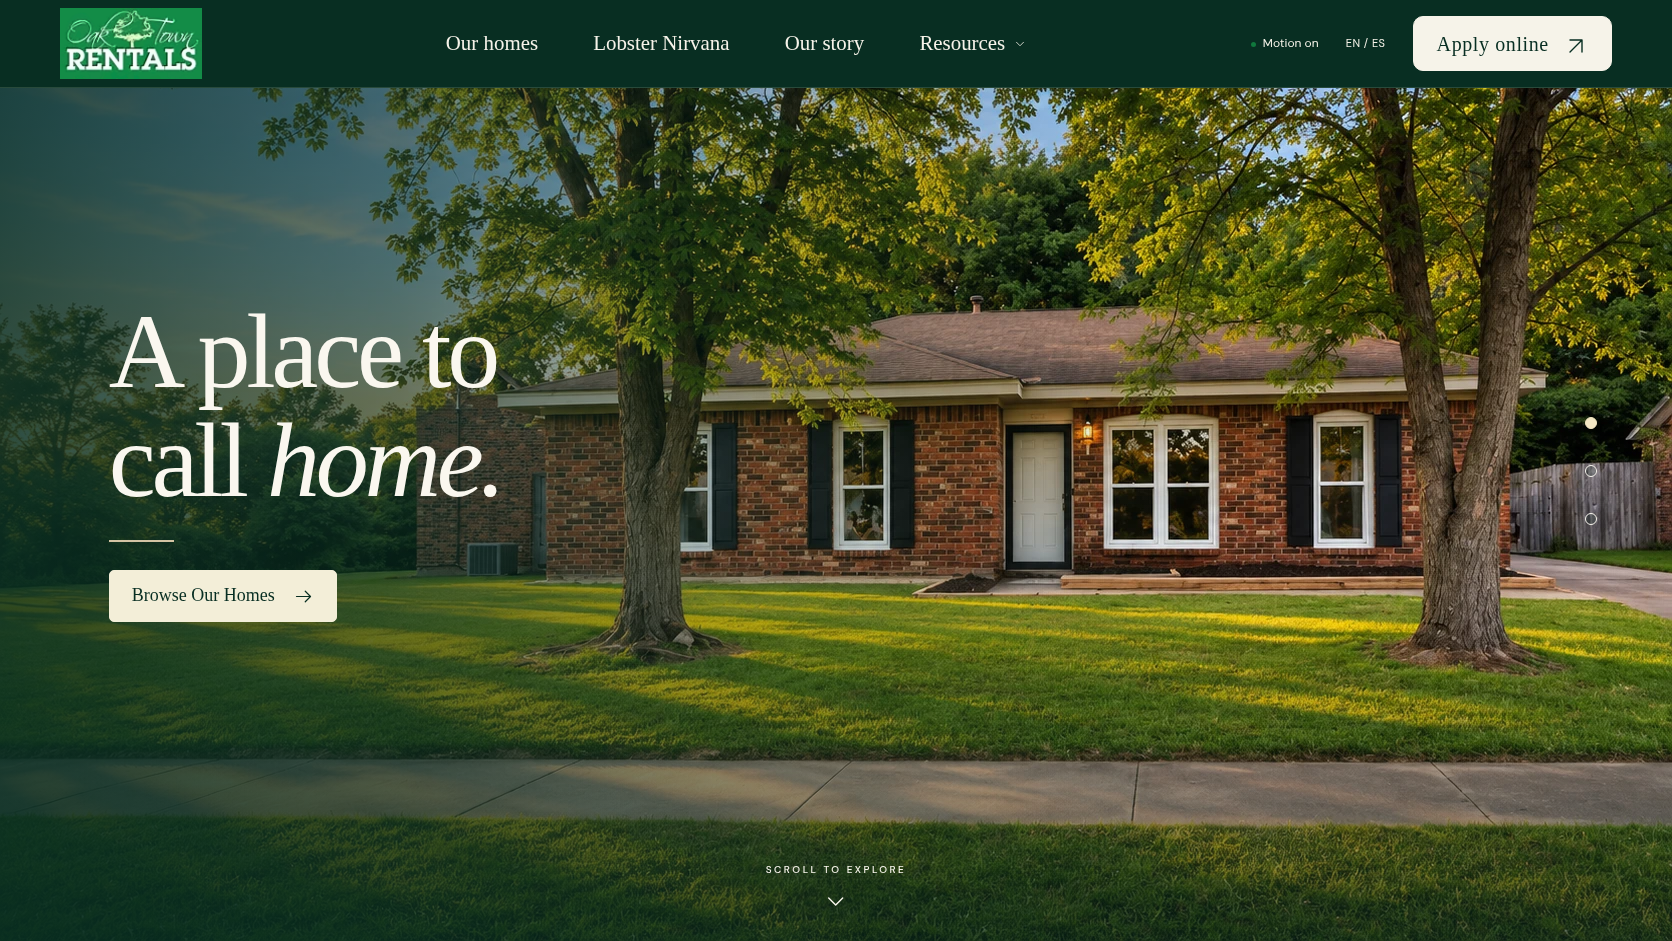 Oak Town
RENTALS
Our homes
Lobster Nirvana
Our story
Resources
Motion on
EN / ES
Apply online
A place to
call home.
Browse Our Homes
SCROLL TO EXPLORE